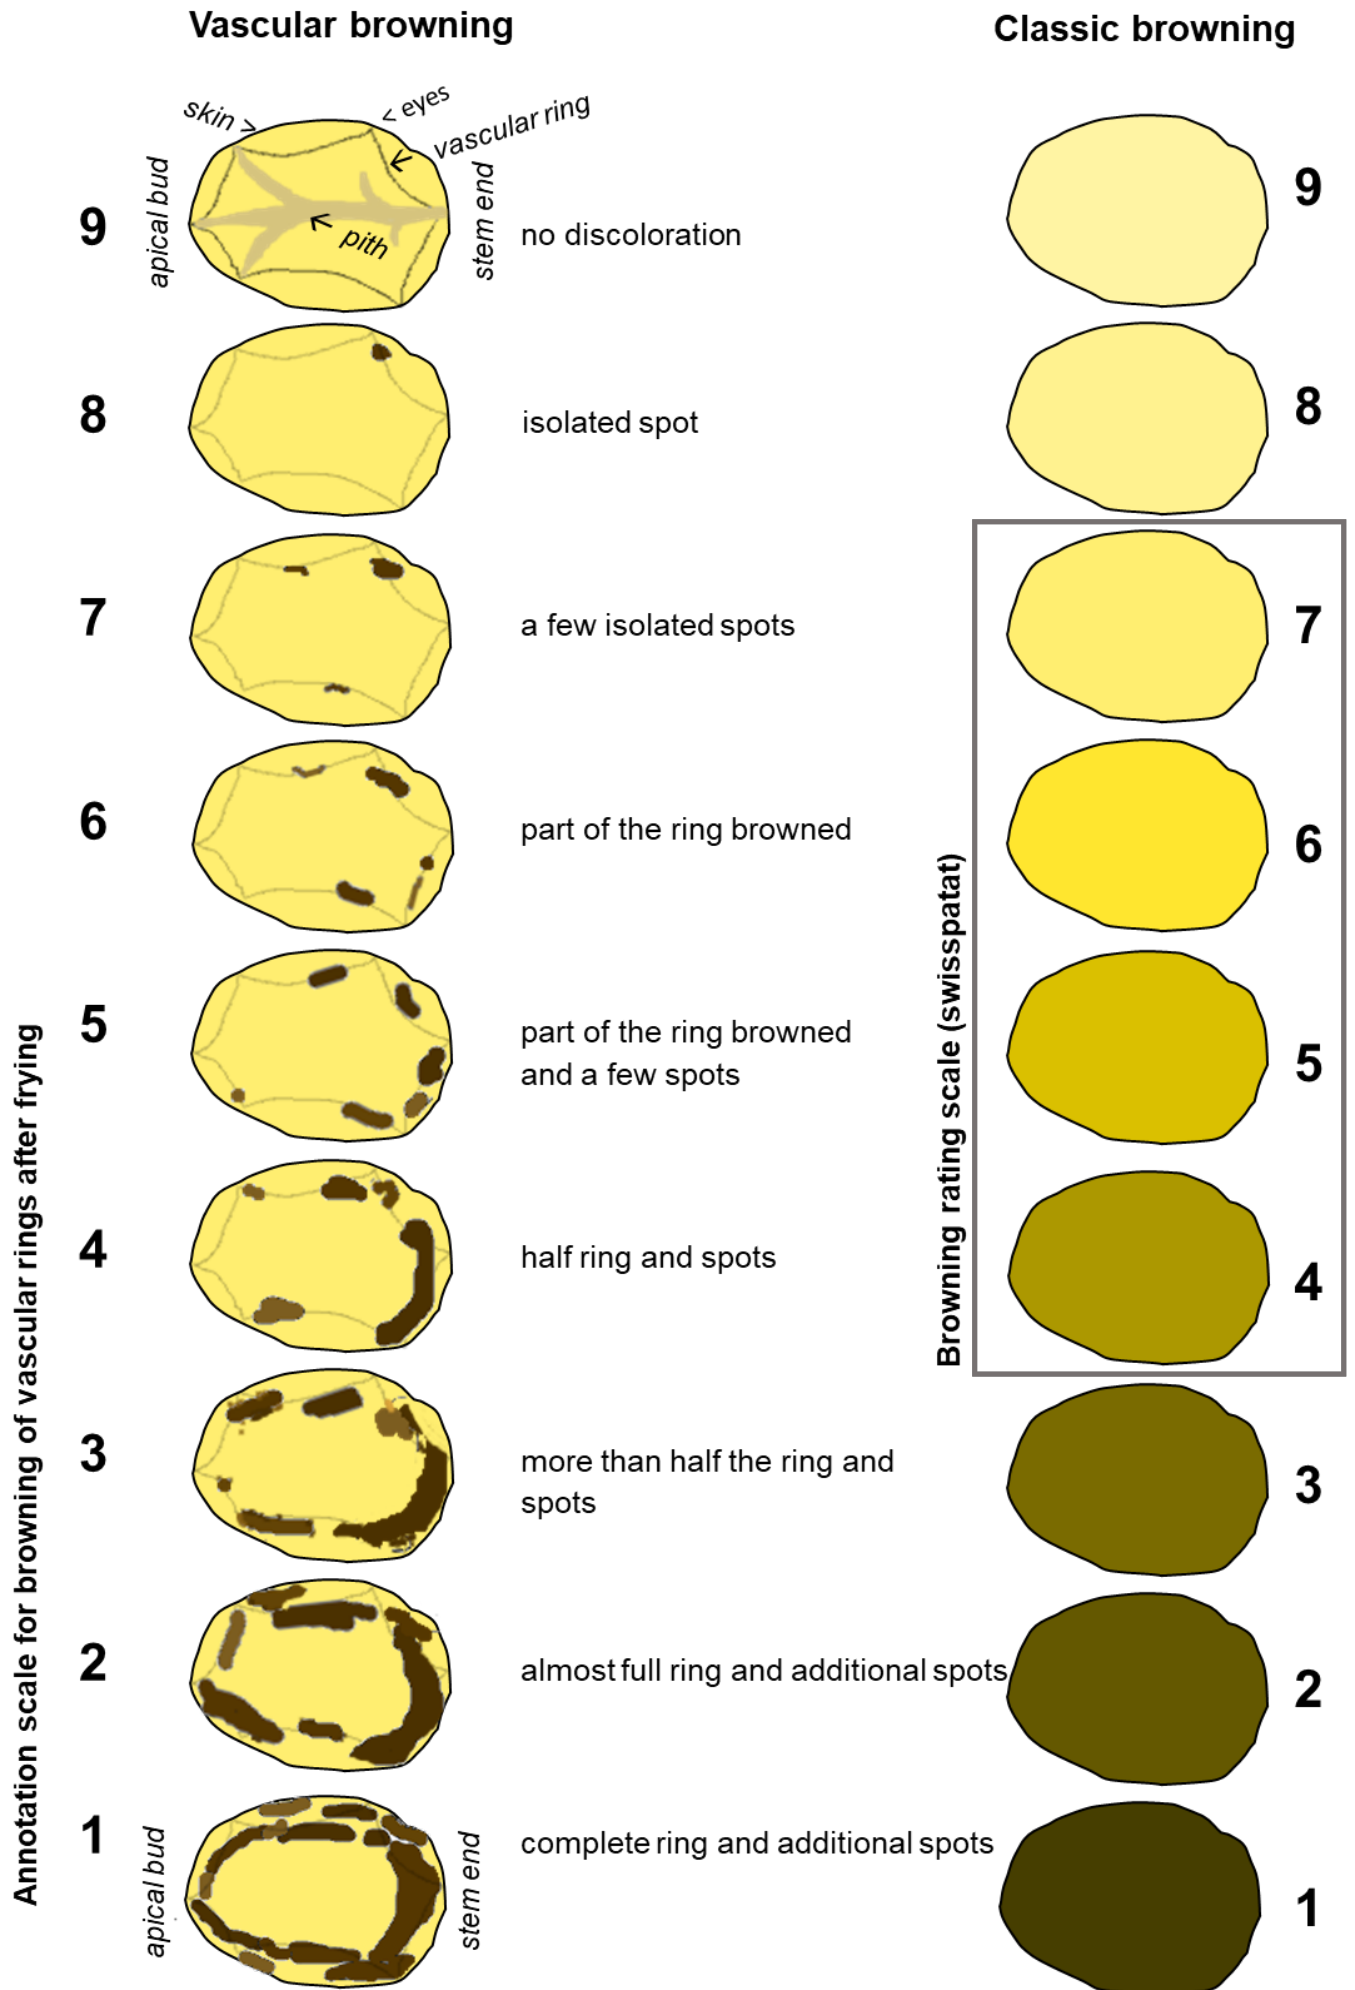 Vascular browning
Classic browning
skin >
< eyes
vascular ring
apical bud
stem end
pith
9
no discoloration
9
8
isolated spot
8
7
a few isolated spots
7
6
part of the ring browned
6
5
part of the ring browned
and a few spots
5
4
half ring and spots
4
3
more than half the ring and
spots
3
2
almost full ring and additional spots
2
1
complete ring and additional spots
1
apical bud
stem end
Annotation scale for browning of vascular rings after frying
Browning rating scale (swisspatat)